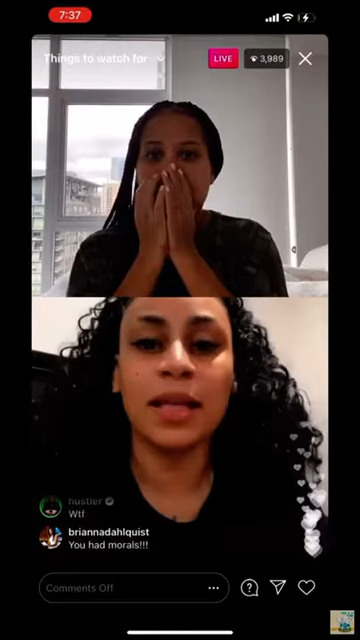 7:37
Things to watch for
LIVE
3,989
hustler
Wtf
briannadahlquist
You had morals!!!
Comments Off